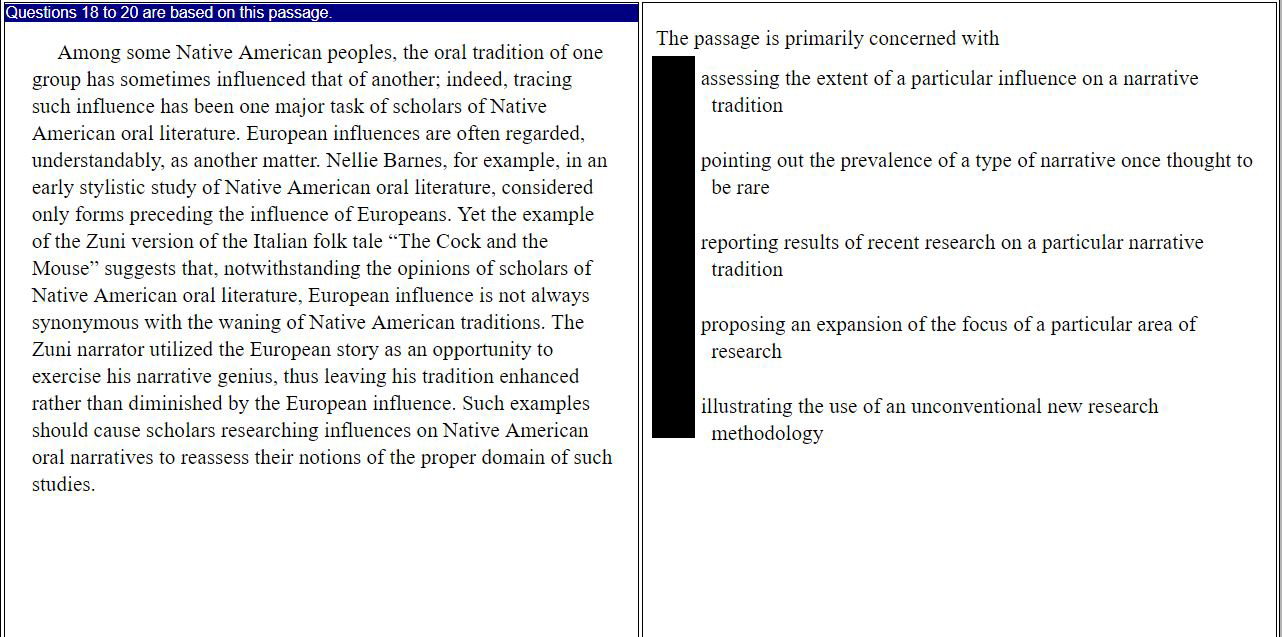 Questions 18 to 20 are based on this passage.
Among some Native American peoples, the oral tradition of one
group has sometimes influenced that of another; indeed, tracing
such influence has been one major task of scholars of Native
American oral literature. European influences are often regarded,
understandably, as another matter. Nellie Barnes, for example, in an
early stylistic study of Native American oral literature, considered
only forms preceding the influence of Europeans. Yet the example
of the Zuni version of the Italian folk tale “The Cock and the
Mouse” suggests that, notwithstanding the opinions of scholars of
Native American oral literature, European influence is not always
synonymous with the waning of Native American traditions. The
Zuni narrator utilized the European story as an opportunity to
exercise his narrative genius, thus leaving his tradition enhanced
rather than diminished by the European influence. Such examples
should cause scholars researching influences on Native American
oral narratives to reassess their notions of the proper domain of such
studies.
The passage is primarily concerned with
assessing the extent of a particular influence on a narrative
tradition
pointing out the prevalence of a type of narrative once thought to
be rare
reporting results of recent research on a particular narrative
tradition
proposing an expansion of the focus of a particular area of
research
illustrating the use of an unconventional new research
methodology